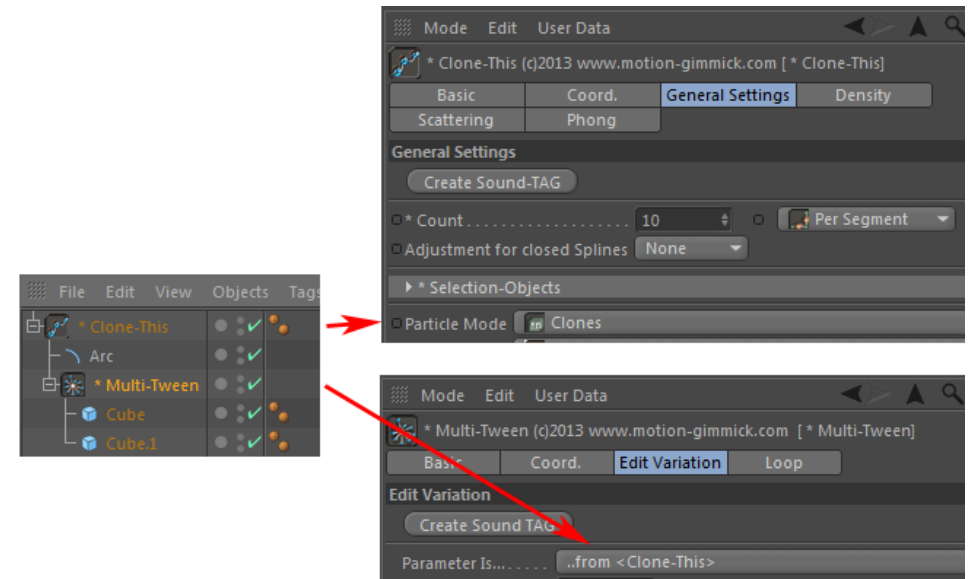 Mode Edit User Data
* Clone-This (c)2013 www.motion-gimmick.com [ * Clone-This]
Basic Coord. General Settings Density
Scattering Phong
General Settings
Create Sound-TAG
* Count . . . . . . . . . . . . . . . . . . . 10 Per Segment
Adjustment for closed Splines None
* Selection-Objects
Particle Mode Clones
File Edit View Objects Tags
* Clone-This
Arc
* Multi-Tween
Cube
Cube.1
Mode Edit User Data
* Multi-Tween (c)2013 www.motion-gimmick.com [ * Multi-Tween]
Basic Coord. Edit Variation Loop
Edit Variation
Create Sound TAG
Parameter Is... . . . . . ..from <Clone-This>